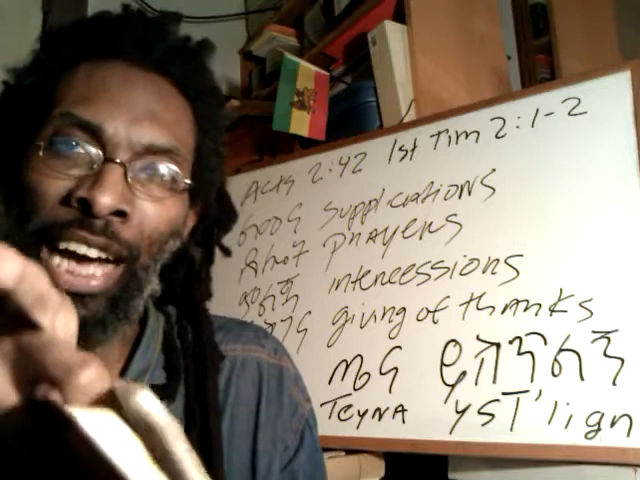 Acts 2:42 1st Tim 2:1-2
supplications
prayers
intercessions
giving of thanks
ጤና ይስጥልኝ
TEYNA YST'lign